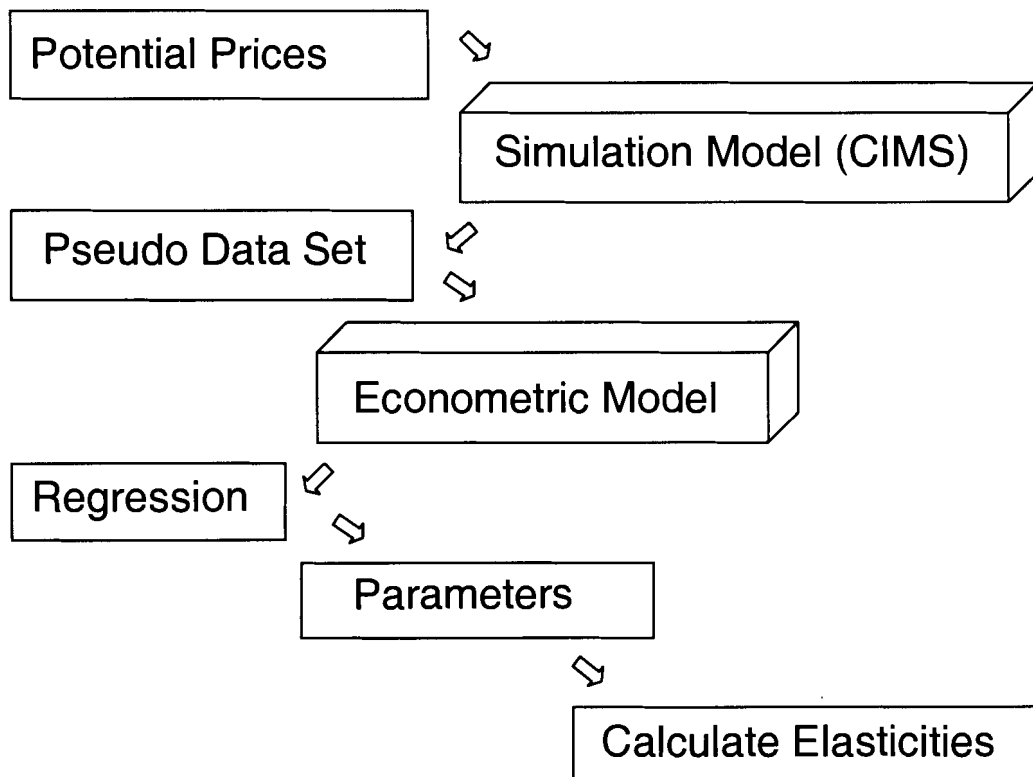 Potential Prices
Simulation Model (CIMS)
Pseudo Data Set
Econometric Model
Regression
Parameters
Calculate Elasticities